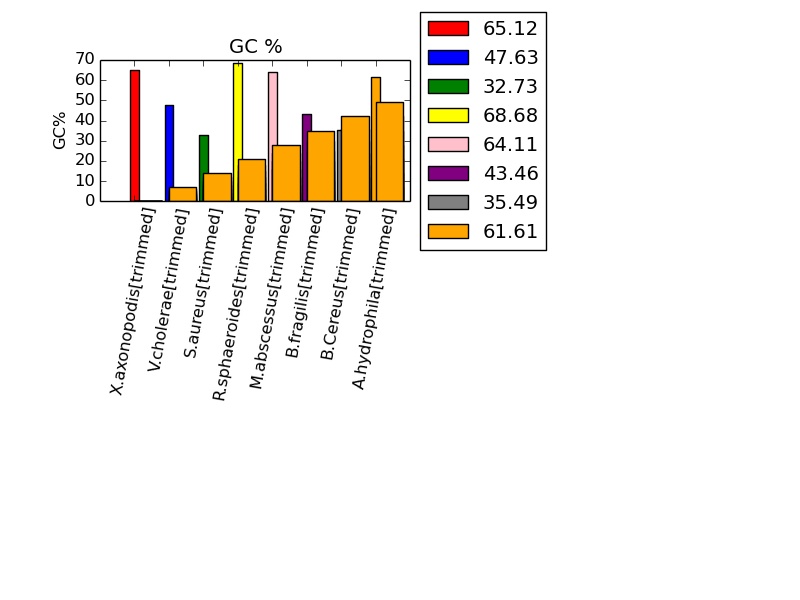 GC %
GC%
70
60
50
40
30
20
10
0
X.axonopodis[trimmed]
V.cholerae[trimmed]
S.aureus[trimmed]
R.sphaeroides[trimmed]
M.abscessus[trimmed]
B.fragilis[trimmed]
B.Cereus[trimmed]
A.hydrophila[trimmed]
65.12
47.63
32.73
68.68
64.11
43.46
35.49
61.61